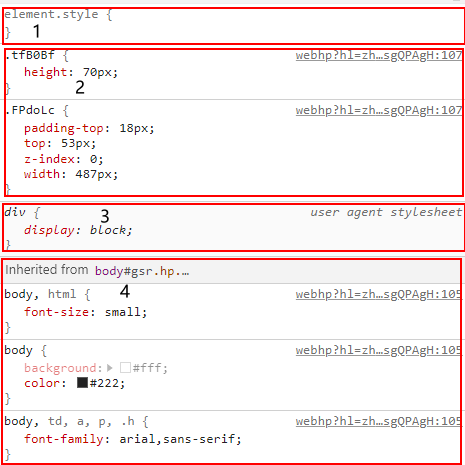 element.style {
}
1
.tfB0Bf { webhp?hl=zh…sgQPAgH:107
height: 70px;
}
2
.FPdoLc { webhp?hl=zh…sgQPAgH:107
padding-top: 18px;
top: 53px;
z-index: 0;
width: 487px;
}
div { user agent stylesheet
3
display: block;
}
Inherited from body#gsr.hp.…
4
body, html { webhp?hl=zh…sgQPAgH:105
font-size: small;
}
body { webhp?hl=zh…sgQPAgH:105
background: #fff;
color: #222;
}
body, td, a, p, .h { webhp?hl=zh…sgQPAgH:105
font-family: arial,sans-serif;
}